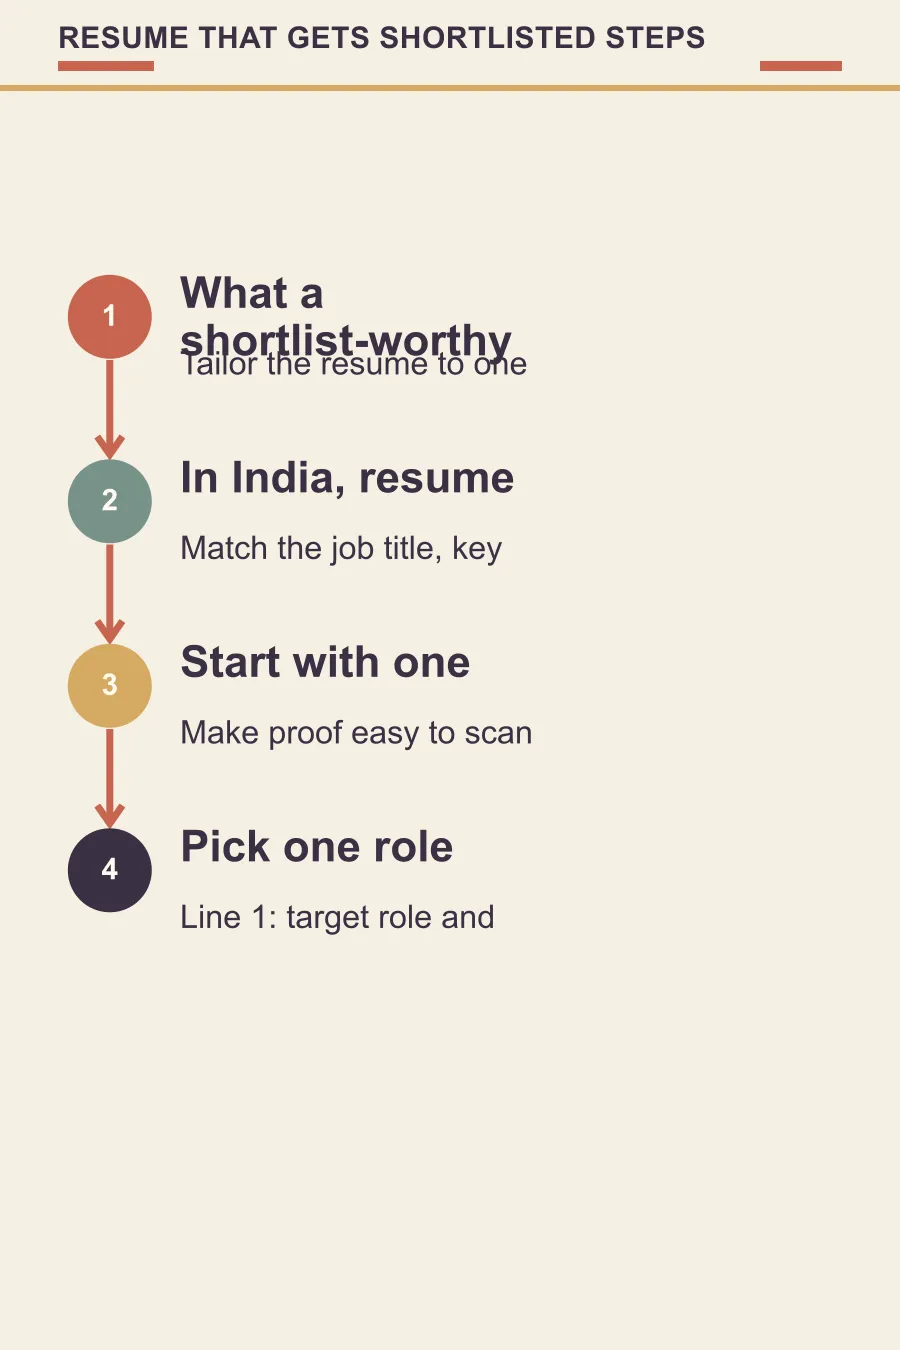 RESUME THAT GETS SHORTLISTED STEPS
1
What a
shortlist-worthy
Tailor the resume to one
2
In India, resume
Match the job title, key
3
Start with one
Make proof easy to scan
4
Pick one role
Line 1: target role and